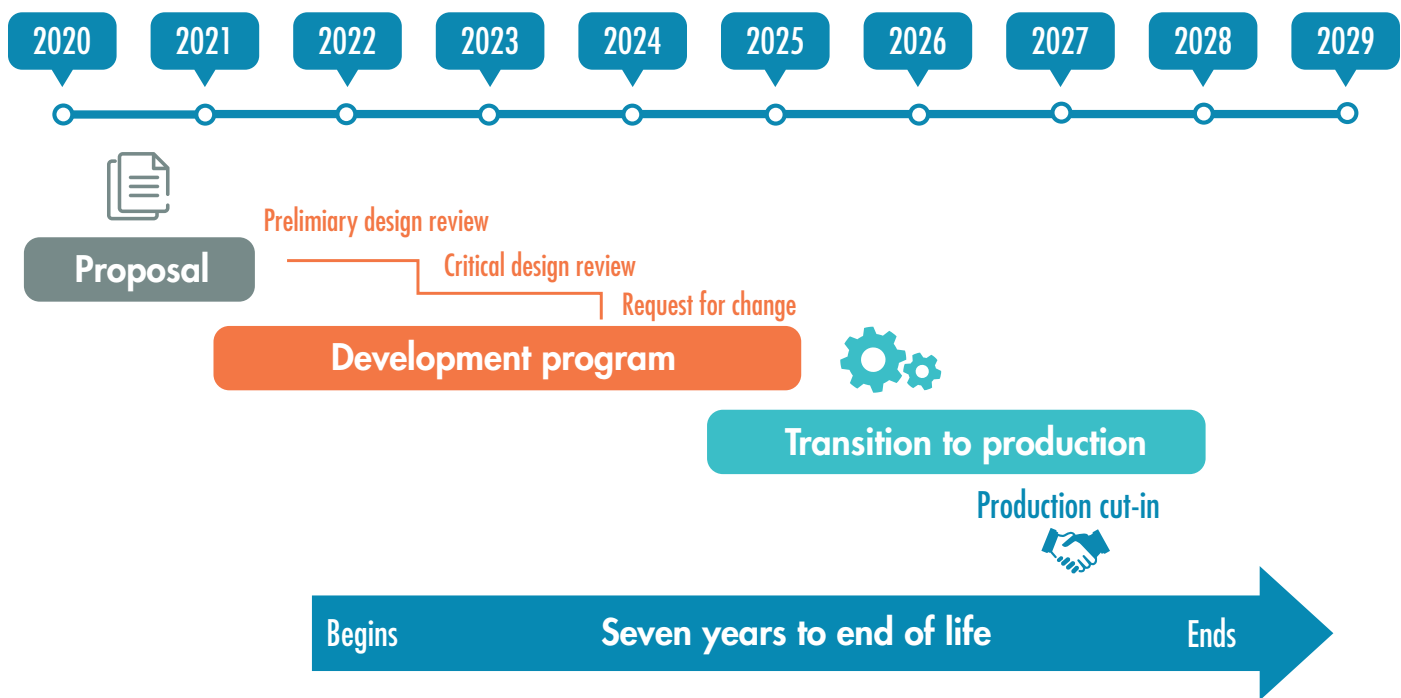 2020 2021 2022 2023 2024 2025 2026 2027 2028 2029
Prelimiary design review
Proposal
Critical design review
Request for change
Development program
Transition to production
Production cut-in
Begins Seven years to end of life Ends